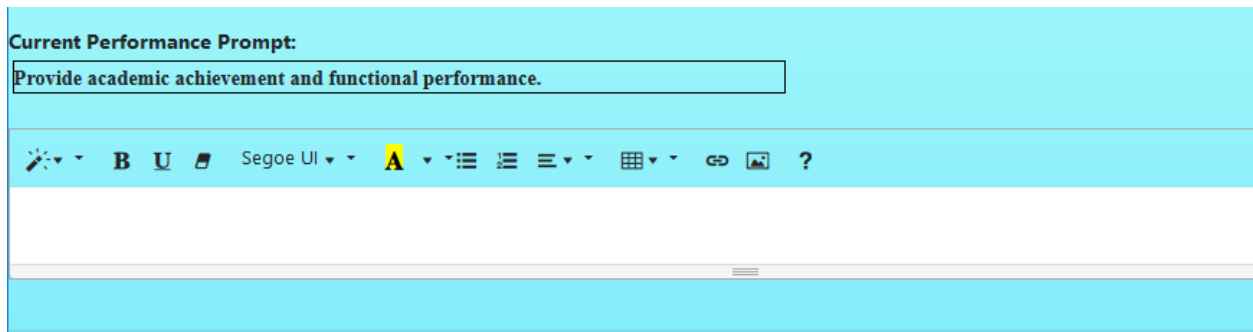 Current Performance Prompt:
Provide academic achievement and functional performance.
B U Segoe UI A ?